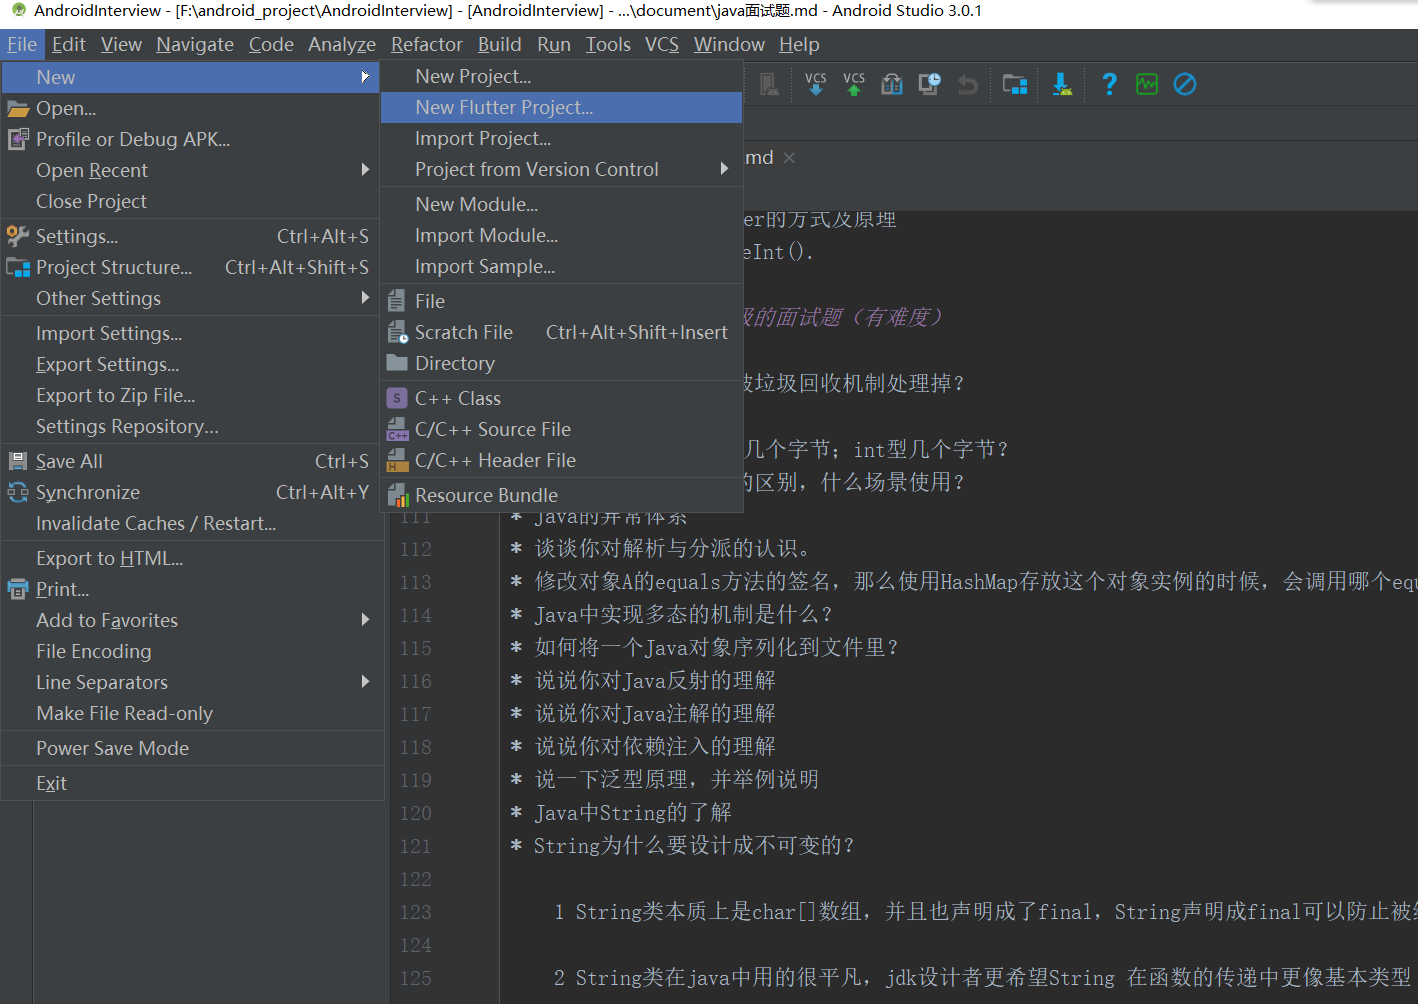 AndroidInterview - [F:\android_project\AndroidInterview] - [AndroidInterview] - ...\document\java面试题.md - Android Studio 3.0.1
File Edit View Navigate Code Analyze Refactor Build Run Tools VCS Window Help
New
Open...
Profile or Debug APK...
Open Recent
Close Project
Settings... Ctrl+Alt+S
Project Structure... Ctrl+Alt+Shift+S
Other Settings
Import Settings...
Export Settings...
Export to Zip File...
Settings Repository...
Save All Ctrl+S
Synchronize Ctrl+Alt+Y
Invalidate Caches / Restart...
Export to HTML...
Print...
Add to Favorites
File Encoding
Line Separators
Make File Read-only
Power Save Mode
Exit
New Project...
New Flutter Project...
Import Project...
Project from Version Control
New Module...
Import Module...
Import Sample...
File
Scratch File Ctrl+Alt+Shift+Insert
Directory
S C++ Class
C++ C/C++ Source File
H C/C++ Header File
Resource Bundle
VCS VCS
?
.md
er的方式及原理
eInt().
级的面试题（有难度）
被垃圾回收机制处理掉？
几个字节；int型几个字节？
的区别，什么场景使用？
111 * Java的异常体系
112 * 谈谈你对解析与分派的认识。
113 * 修改对象A的equals方法的签名，那么使用HashMap存放这个对象实例的时候，会调用哪个equ
114 * Java中实现多态的机制是什么？
115 * 如何将一个Java对象序列化到文件里？
116 * 说说你对Java反射的理解
117 * 说说你对Java注解的理解
118 * 说说你对依赖注入的理解
119 * 说一下泛型原理，并举例说明
120 * Java中String的了解
121 * String为什么要设计成不可变的？
122
123 1 String类本质上是char[]数组，并且也声明成了final，String声明成final可以防止被
124
125 2 String类在java中用的很平凡，jdk设计者更希望String 在函数的传递中更像基本类型